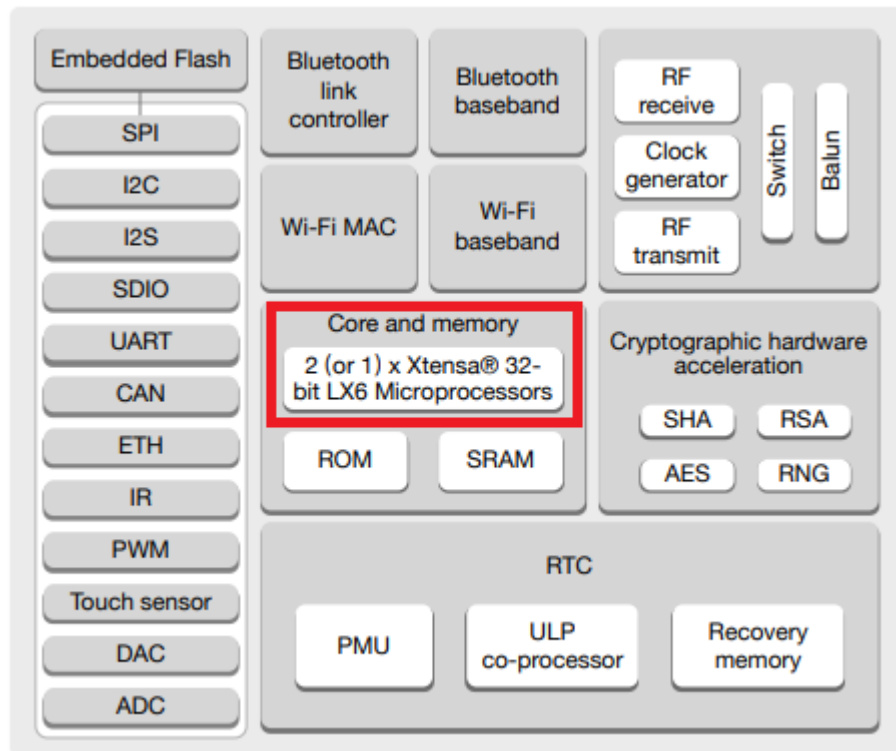 Embedded Flash
SPI
I2C
I2S
SDIO
UART
CAN
ETH
IR
PWM
Touch sensor
DAC
ADC
Bluetooth
link
controller
Bluetooth
baseband
Wi-Fi MAC
Wi-Fi
baseband
RF
receive
Clock
generator
RF
transmit
Switch
Balun
Core and memory
2 (or 1) x Xtensa® 32-
bit LX6 Microprocessors
ROM
SRAM
Cryptographic hardware
acceleration
SHA
RSA
AES
RNG
RTC
PMU
ULP
co-processor
Recovery
memory